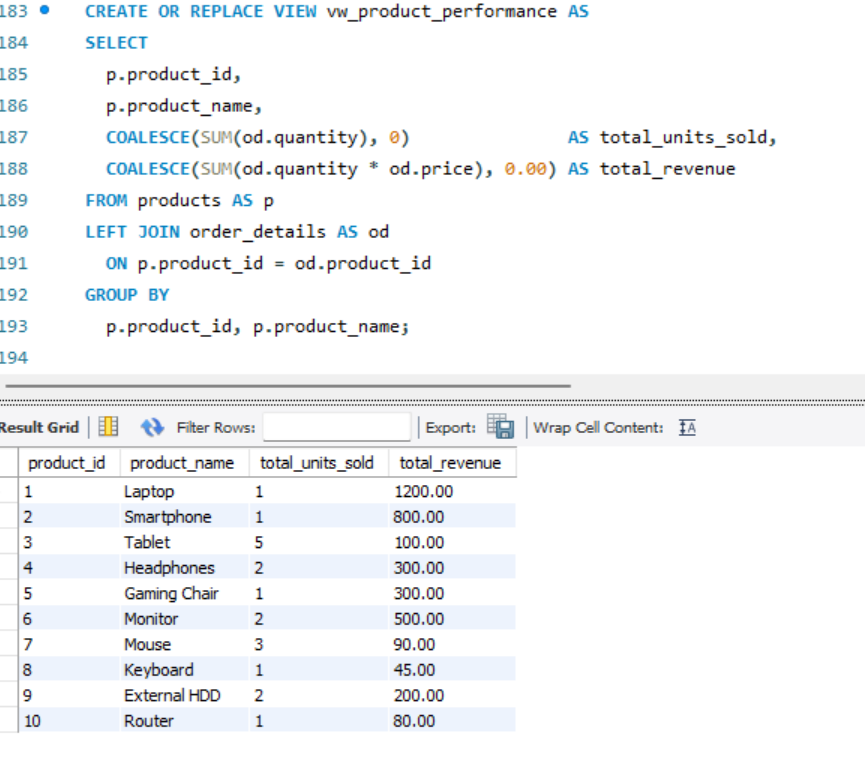 183 CREATE OR REPLACE VIEW vw_product_performance AS
184 SELECT
185 p.product_id,
186 p.product_name,
187 COALESCE(SUM(od.quantity), 0) AS total_units_sold,
188 COALESCE(SUM(od.quantity * od.price), 0.00) AS total_revenue
189 FROM products AS p
190 LEFT JOIN order_details AS od
191 ON p.product_id = od.product_id
192 GROUP BY
193 p.product_id, p.product_name;
194
Result Grid Filter Rows: Export: Wrap Cell Content: IA
product_id product_name total_units_sold total_revenue
1 Laptop 1 1200.00
2 Smartphone 1 800.00
3 Tablet 5 100.00
4 Headphones 2 300.00
5 Gaming Chair 1 300.00
6 Monitor 2 500.00
7 Mouse 3 90.00
8 Keyboard 1 45.00
9 External HDD 2 200.00
10 Router 1 80.00